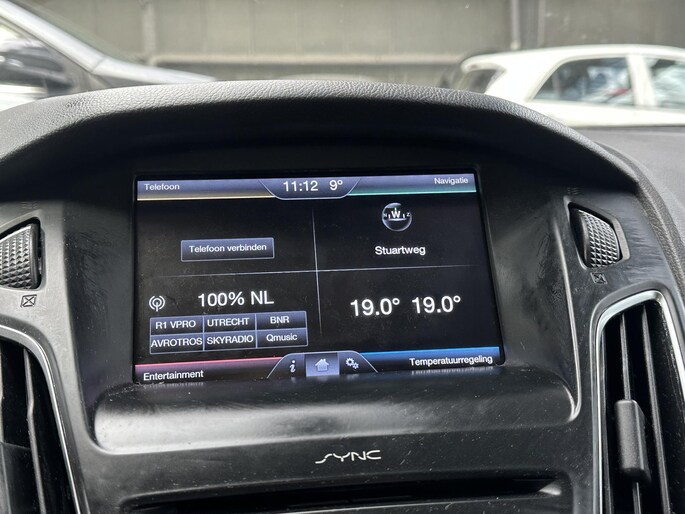 Telefoon 11:12 9° Navigatie
Telefoon verbinden
W
Stuartweg
100% NL
R1 VPRO UTRECHT BNR
AVROTROS SKYRADIO Qmusic
19.0° 19.0°
Entertainment i Temperatuurregeling
SYNC